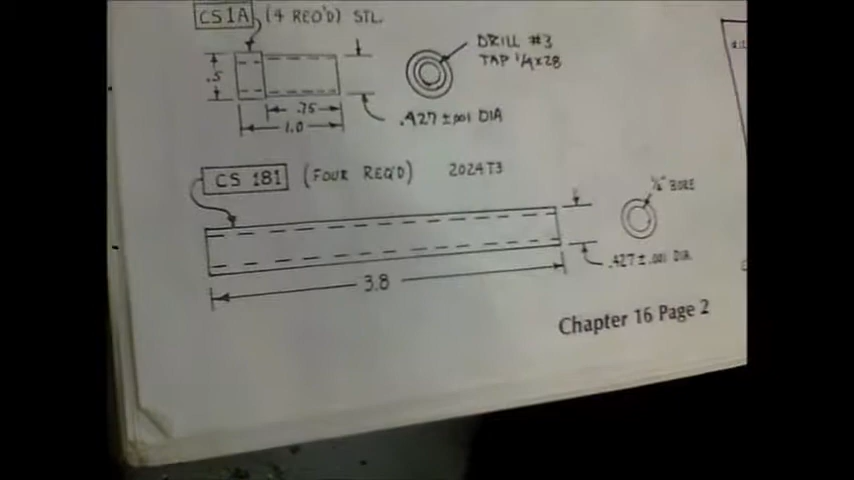 CS1A (4 REQ'D) STL.
DRILL #3
TAP 1/4x28
.5
.75
1.0
.427 ±.001 DIA
CS 181 (FOUR REQ'D) 2024T3
1/4" BORE
.427 ± .001 DIA.
3.8
Chapter 16 Page 2